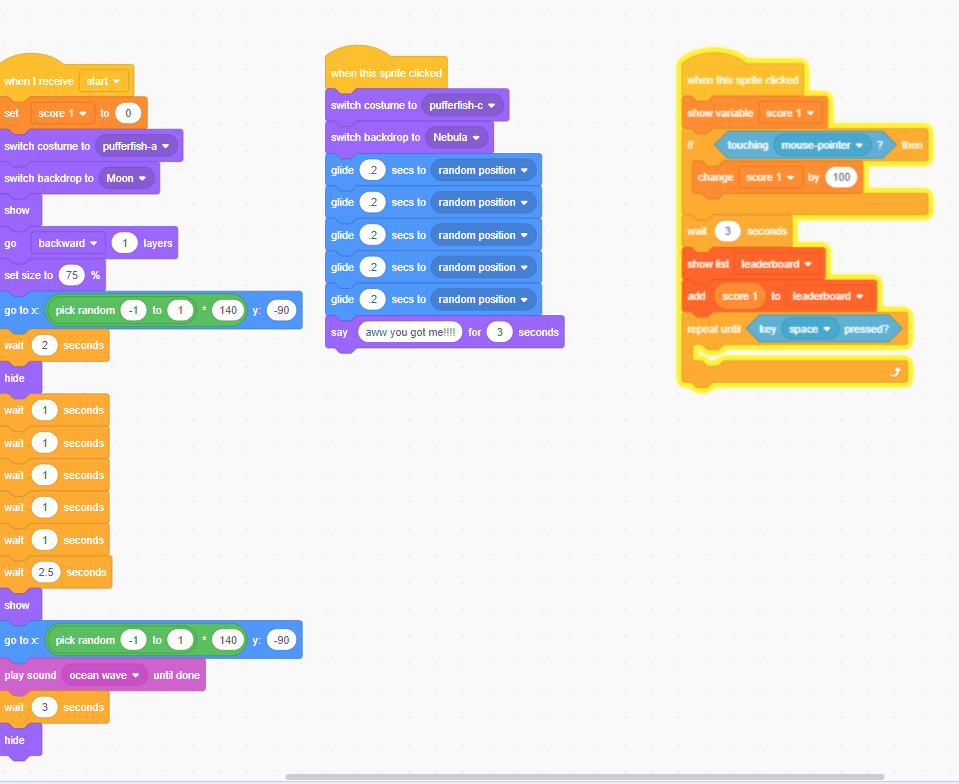 when I receive start
set score 1 to 0
switch costume to pufferfish-a
switch backdrop to Moon
show
go backward 1 layers
set size to 75 %
go to x: pick random -1 to 1 * 140 y: -90
wait 2 seconds
hide
wait 1 seconds
wait 1 seconds
wait 1 seconds
wait 1 seconds
wait 1 seconds
wait 2.5 seconds
show
go to x: pick random -1 to 1 * 140 y: -90
play sound ocean wave until done
wait 3 seconds
hide
when this sprite clicked
switch costume to pufferfish-c
switch backdrop to Nebula
glide .2 secs to random position
glide .2 secs to random position
glide .2 secs to random position
glide .2 secs to random position
glide .2 secs to random position
say aww you got me!!!! for 3 seconds
when this sprite clicked
show variable score 1
if touching mouse-pointer ? then
change score 1 by 100
wait 3 seconds
show list leaderboard
add score 1 to leaderboard
repeat until key space pressed?